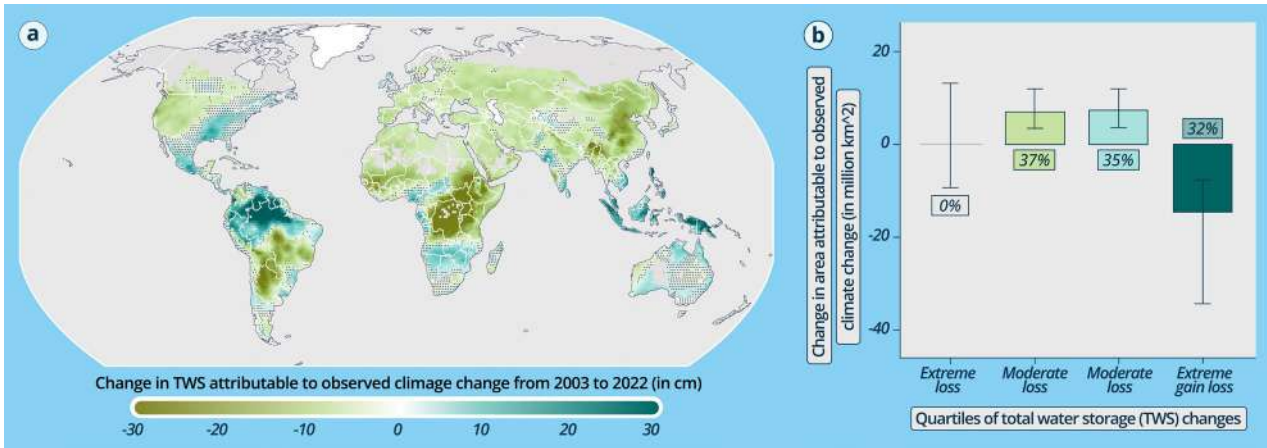 a
Change in TWS attributable to observed climage change from 2003 to 2022 (in cm)
-30 -20 -10 0 10 20 30
b
Change in area attributable to observed
climate change (in million km^2)
20
0
-20
-40
0%
37%
35%
32%
Extreme
loss
Moderate
loss
Moderate
loss
Extreme
gain loss
Quartiles of total water storage (TWS) changes